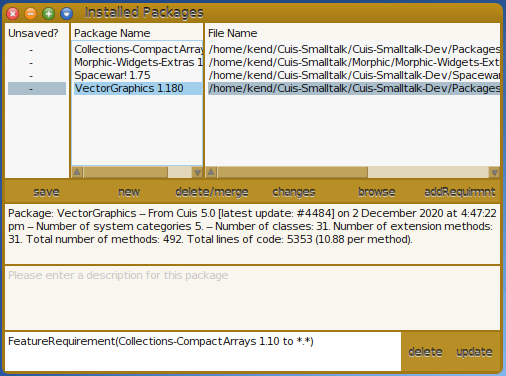 Installed Packages
Unsaved? Package Name File Name
- Collections-CompactArray /home/kend/Cuis-Smalltalk/Cuis-Smalltalk-Dev/Packages
- Morphic-Widgets-Extras 1 /home/kend/Cuis-Smalltalk/Morphic/Morphic-Widgets-Ext
- Spacewar! 1.75 /home/kend/Cuis-Smalltalk/Cuis-Smalltalk-Dev/Spacewar
- VectorGraphics 1.180 /home/kend/Cuis-Smalltalk/Cuis-Smalltalk-Dev/Packages
save new delete/merge changes browse addRequirmnt
Package: VectorGraphics -- From Cuis 5.0 [latest update: #4484] on 2 December 2020 at 4:47:22
pm -- Number of system categories 5. -- Number of classes: 31. Number of extension methods:
31. Total number of methods: 492. Total lines of code: 5353 (10.88 per method).
Please enter a description for this package
FeatureRequirement(Collections-CompactArrays 1.10 to *.*)
delete update